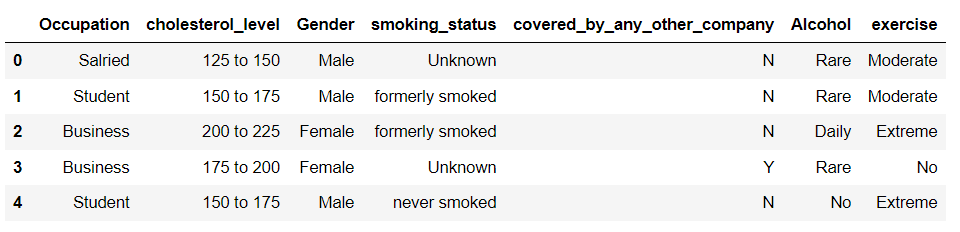 Occupation cholesterol_level Gender smoking_status covered_by_any_other_company Alcohol exercise
0 Salried 125 to 150 Male Unknown N Rare Moderate
1 Student 150 to 175 Male formerly smoked N Rare Moderate
2 Business 200 to 225 Female formerly smoked N Daily Extreme
3 Business 175 to 200 Female Unknown Y Rare No
4 Student 150 to 175 Male never smoked N No Extreme